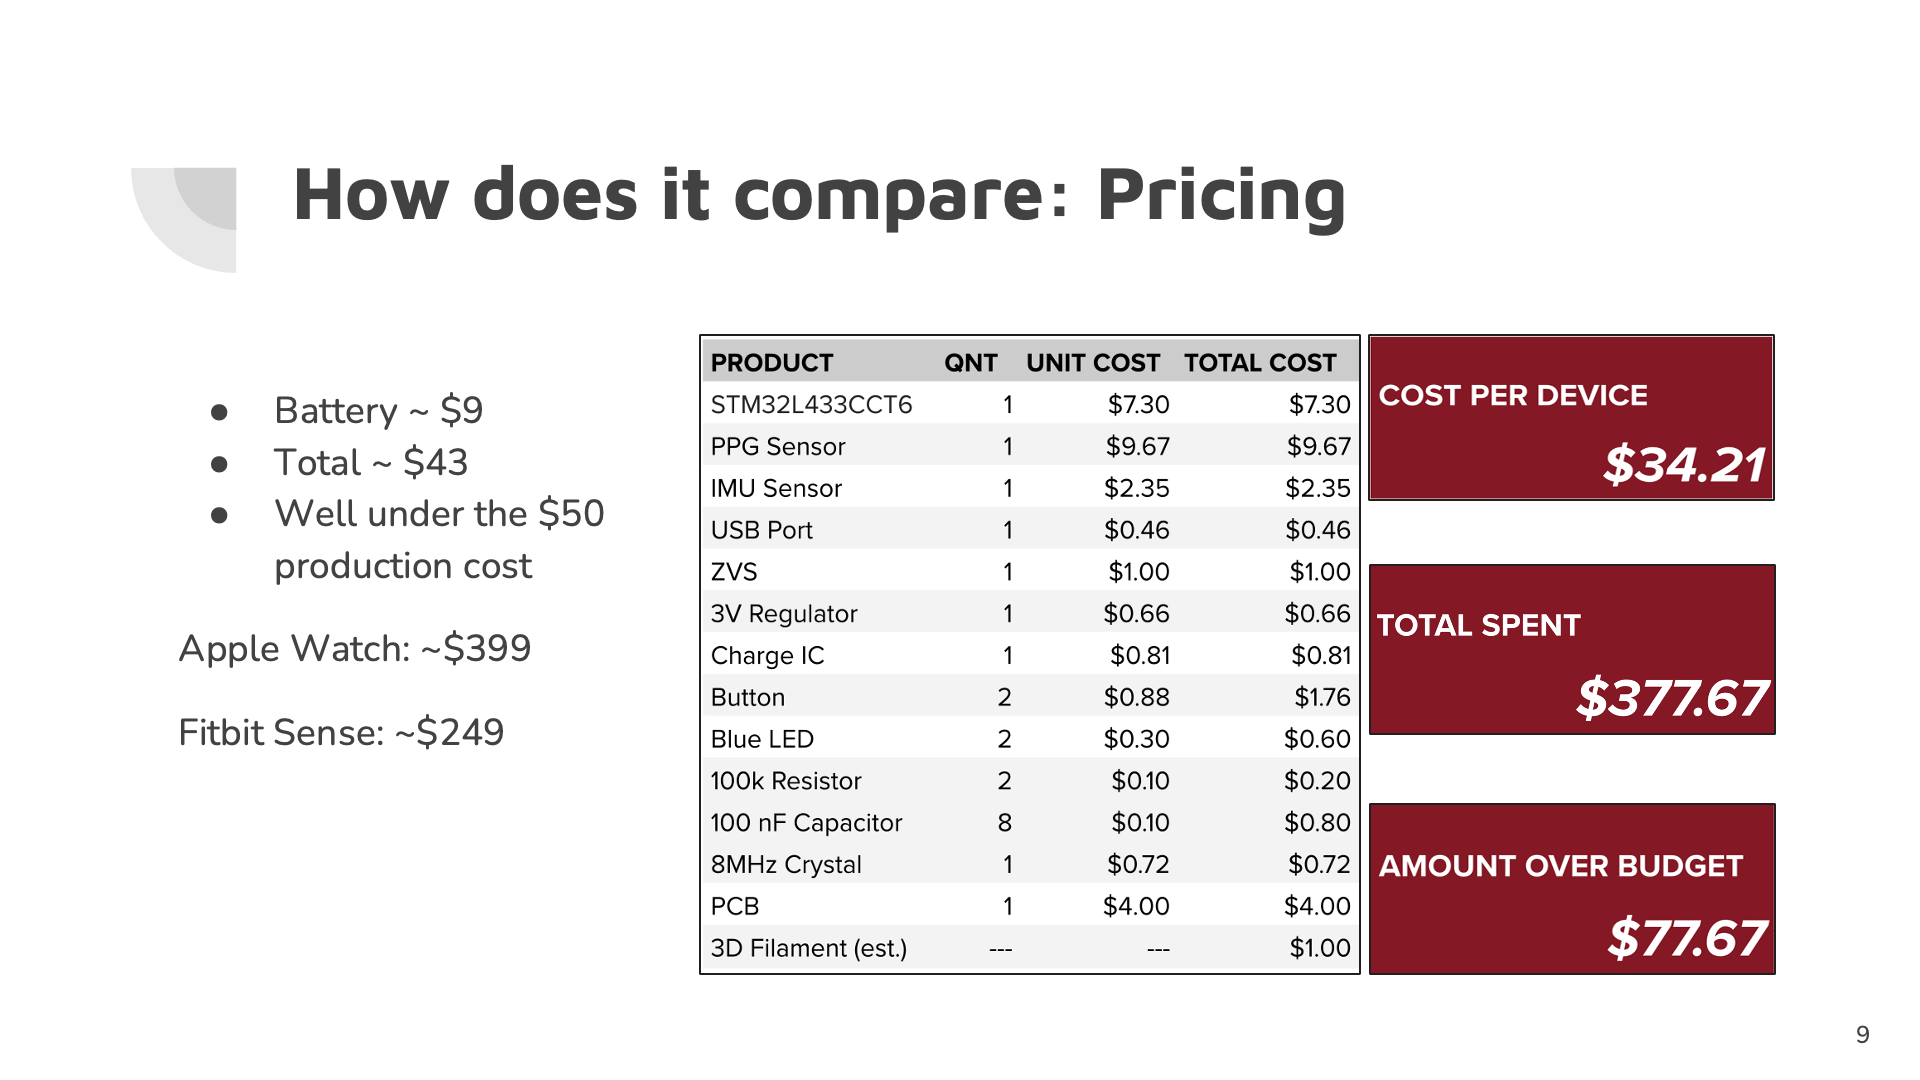 How does it compare: Pricing
● Battery ~ $9
● Total ~ $43
● Well under the $50
production cost
Apple Watch: ~$399
Fitbit Sense: ~$249
PRODUCT QNT UNIT COST TOTAL COST
STM32L433CCT6 1 $7.30 $7.30
PPG Sensor 1 $9.67 $9.67
IMU Sensor 1 $2.35 $2.35
USB Port 1 $0.46 $0.46
ZVS 1 $1.00 $1.00
3V Regulator 1 $0.66 $0.66
Charge IC 1 $0.81 $0.81
Button 2 $0.88 $1.76
Blue LED 2 $0.30 $0.60
100k Resistor 2 $0.10 $0.20
100 nF Capacitor 8 $0.10 $0.80
8MHz Crystal 1 $0.72 $0.72
PCB 1 $4.00 $4.00
3D Filament (est.) --- --- $1.00
COST PER DEVICE
$34.21
TOTAL SPENT
$377.67
AMOUNT OVER BUDGET
$77.67
9